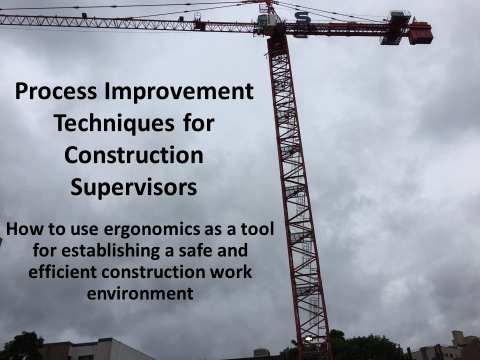 Process Improvement
Techniques for
Construction
Supervisors
How to use ergonomics as a tool
for establishing a safe and
efficient construction work
environment